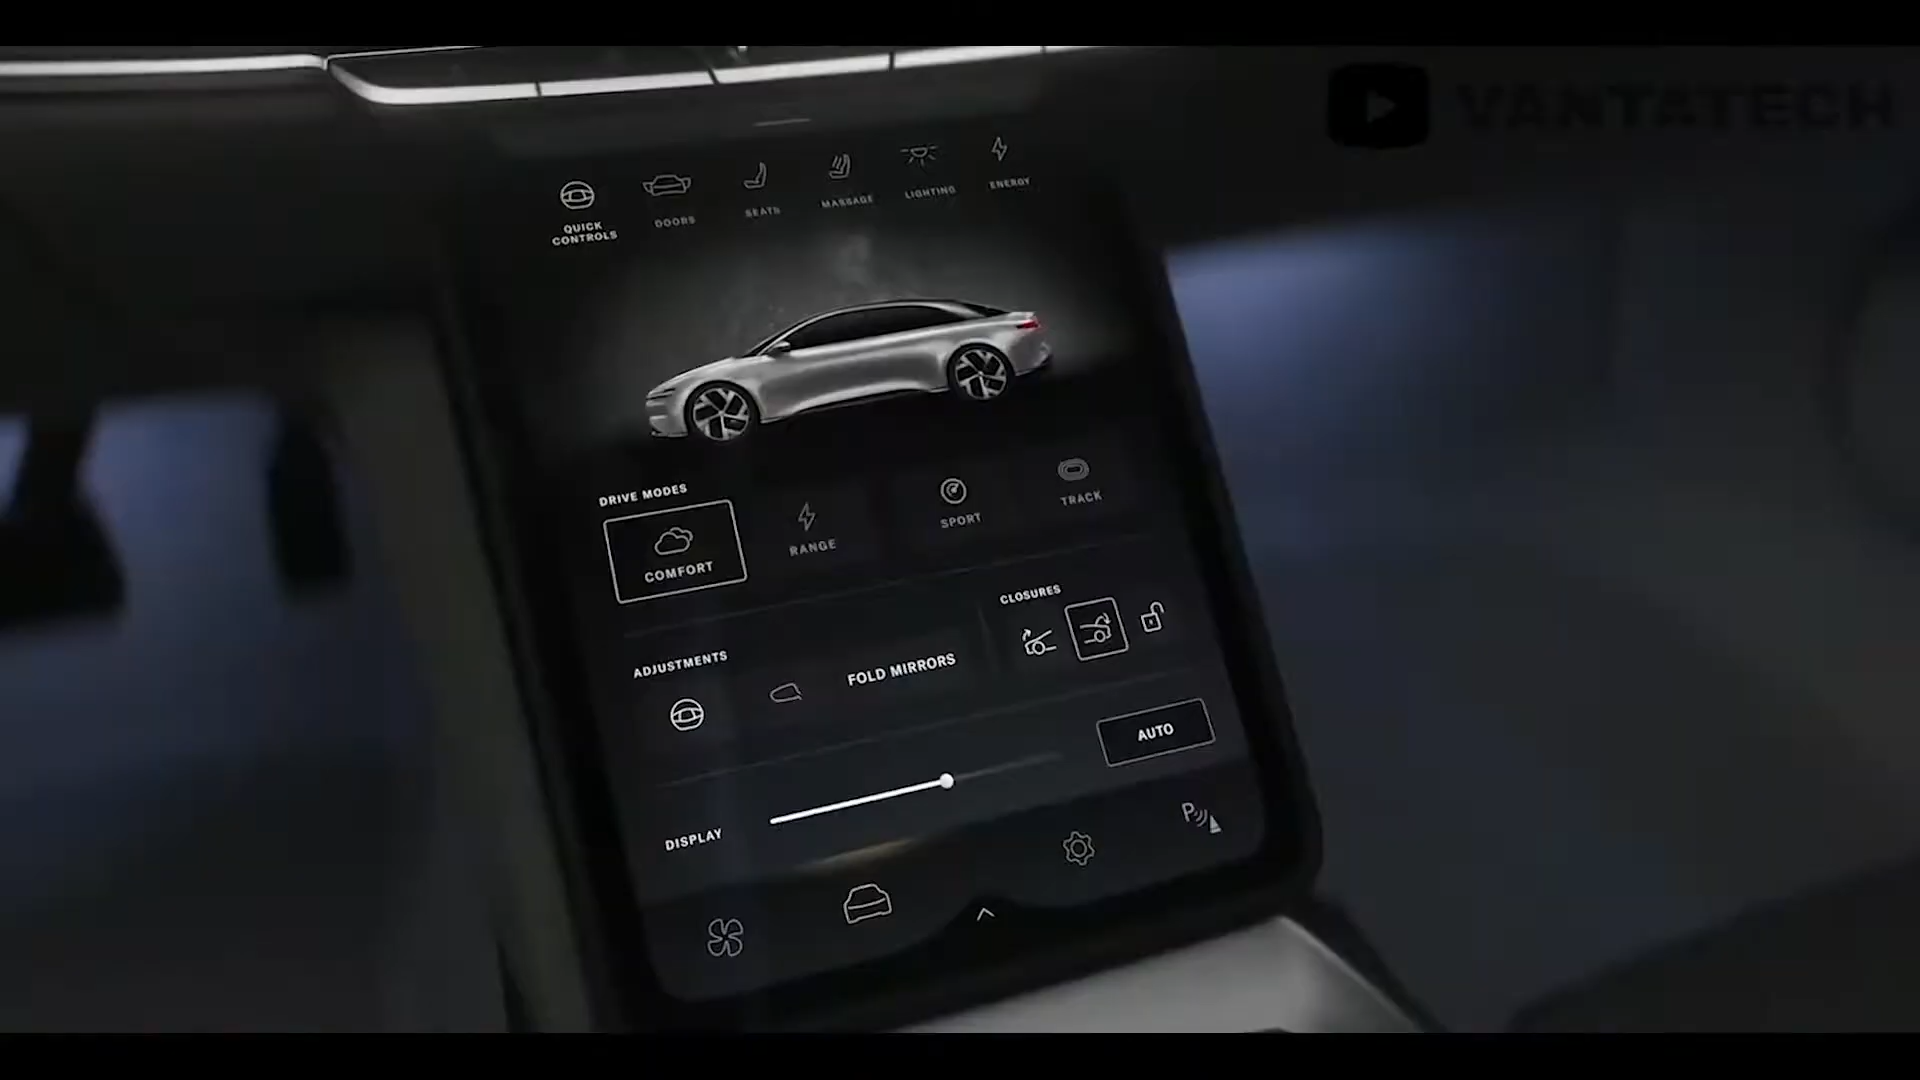 VANTATECH
QUICK
CONTROLS
DOORS
SEATS
MASSAGE
LIGHTING
ENERGY
DRIVE MODES
COMFORT
RANGE
SPORT
TRACK
CLOSURES
ADJUSTMENTS
FOLD MIRRORS
AUTO
DISPLAY
P